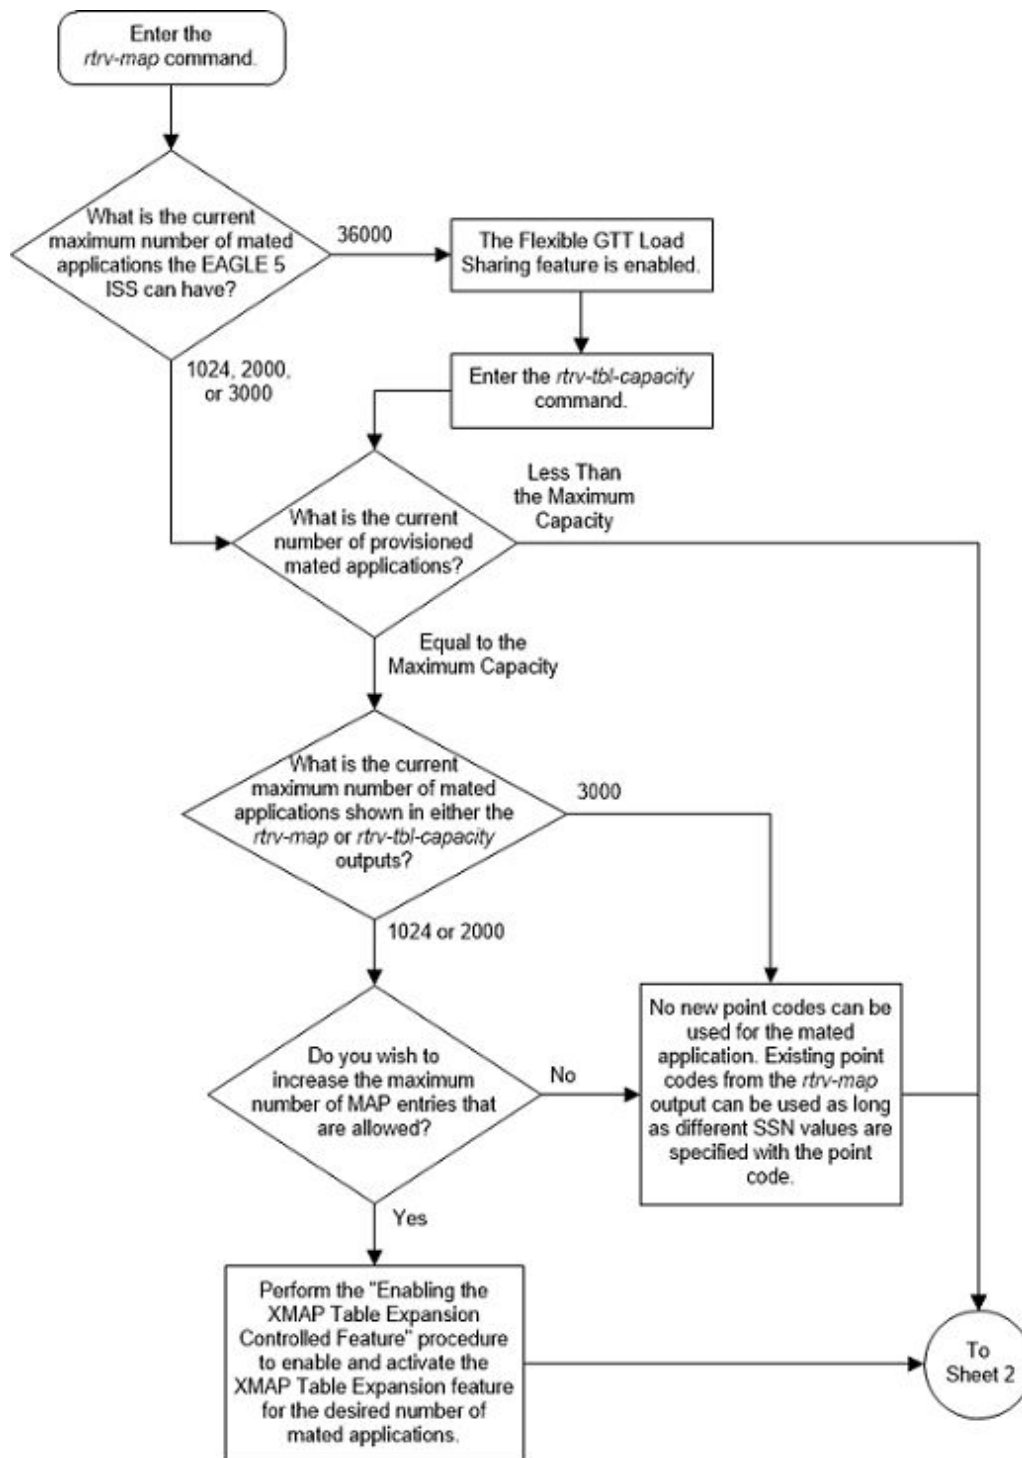 Enter the
rtrv-map command.
What is the current
maximum number of mated
applications the EAGLE 5
ISS can have?
36000
The Flexible GTT Load
Sharing feature is enabled.
1024, 2000,
or 3000
Enter the rtrv-tbl-capacity
command.
Less Than
the Maximum
Capacity
What is the current
number of provisioned
mated applications?
Equal to the
Maximum Capacity
What is the current
maximum number of mated
applications shown in either the
rtrv-map or rtrv-tbl-capacity
outputs?
3000
1024 or 2000
Do you wish to
increase the maximum
number of MAP entries that
are allowed?
No
No new point codes can be
used for the mated
application. Existing point
codes from the rtrv-map
output can be used as long
as different SSN values are
specified with the point
code.
Yes
Perform the "Enabling the
XMAP Table Expansion
Controlled Feature" procedure
to enable and activate the
XMAP Table Expansion feature
for the desired number of
mated applications.
To
Sheet 2